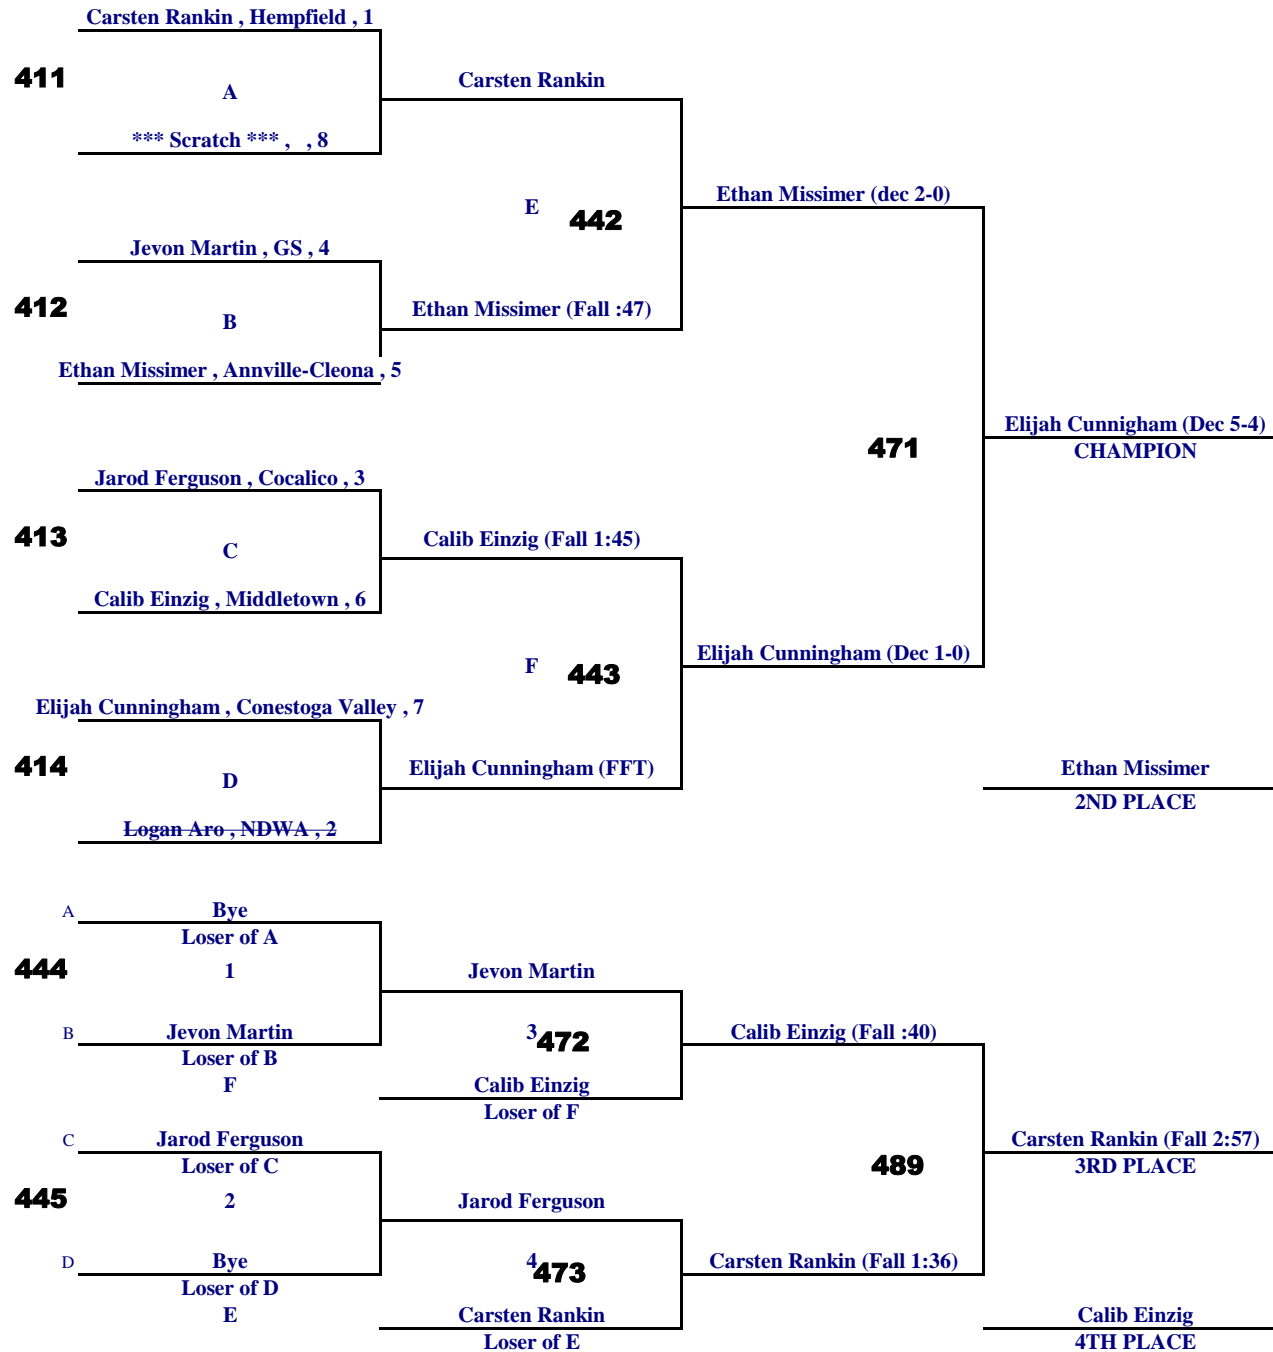 Carsten Rankin , Hempfield , 1
411
A
Carsten Rankin
*** Scratch *** , , 8
E
442
Ethan Missimer (dec 2-0)
Jevon Martin , GS , 4
412
B
Ethan Missimer (Fall :47)
Ethan Missimer , Annville-Cleona , 5
471
Elijah Cunnigham (Dec 5-4)
CHAMPION
Jarod Ferguson , Cocalico , 3
413
C
Calib Einzig (Fall 1:45)
Calib Einzig , Middletown , 6
F
443
Elijah Cunningham (Dec 1-0)
Elijah Cunningham , Conestoga Valley , 7
414
D
Elijah Cunningham (FFT)
Logan Aro , NDWA , 2
Ethan Missimer
2ND PLACE
A
Bye
Loser of A
444
1
Jevon Martin
B
Jevon Martin
Loser of B
F
3
472
Calib Einzig (Fall :40)
Calib Einzig
Loser of F
C
Jarod Ferguson
Loser of C
445
2
Jarod Ferguson
489
Carsten Rankin (Fall 2:57)
3RD PLACE
D
Bye
Loser of D
E
4
473
Carsten Rankin (Fall 1:36)
Carsten Rankin
Loser of E
Calib Einzig
4TH PLACE